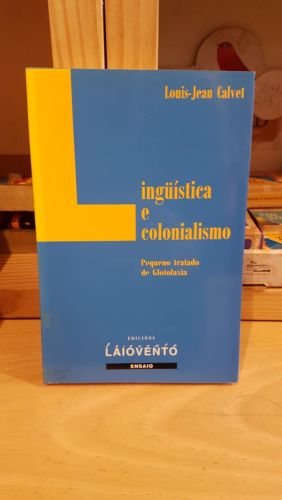 Louis-Jean Calvet
Lingüística
e
colonialismo
Pequeno tratado
de Glotofaxia
EDICIÓNS
LAIOVENTO
ENSAIO